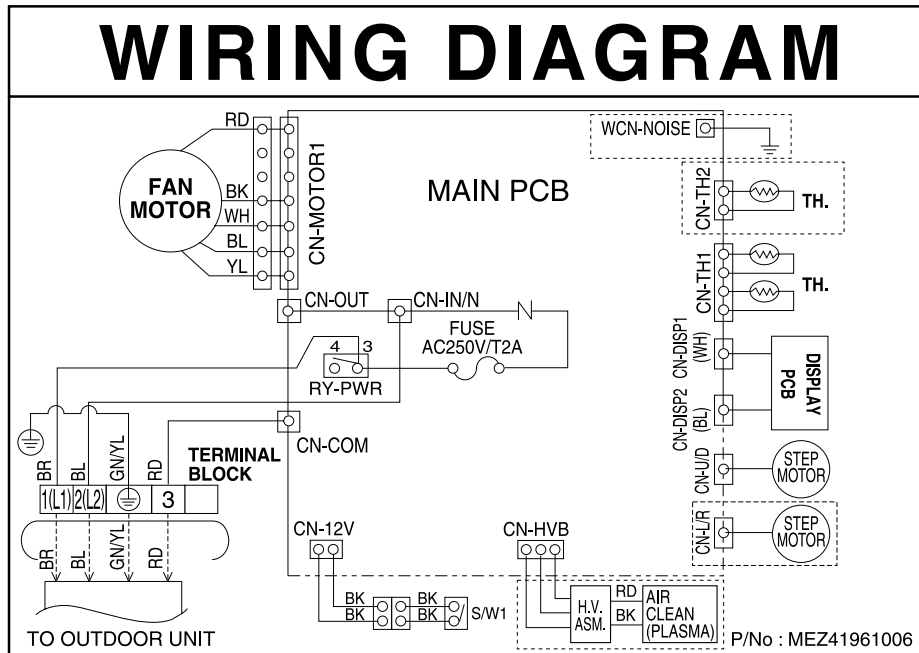 WIRING DIAGRAM
RD
FAN
MOTOR
BK
WH
BL
YL
CN-MOTOR1
MAIN PCB
WCN-NOISE
CN-TH2
TH.
CN-TH1
TH.
CN-OUT
CN-IN/N
N
FUSE
AC250V/T2A
4 3
RY-PWR
CN-DISP1
(WH)
DISPLAY
PCB
CN-DISP2
(BL)
CN-COM
CN-U/D
STEP
MOTOR
CN-L/R
STEP
MOTOR
BR
BL
GN/YL
RD
TERMINAL
BLOCK
1(L1) 2(L2) 3
BR
BL
GN/YL
RD
TO OUTDOOR UNIT
CN-12V
BK BK
BK BK
S/W1
CN-HVB
H.V.
ASM.
RD
BK
AIR
CLEAN
(PLASMA)
P/No : MEZ41961006